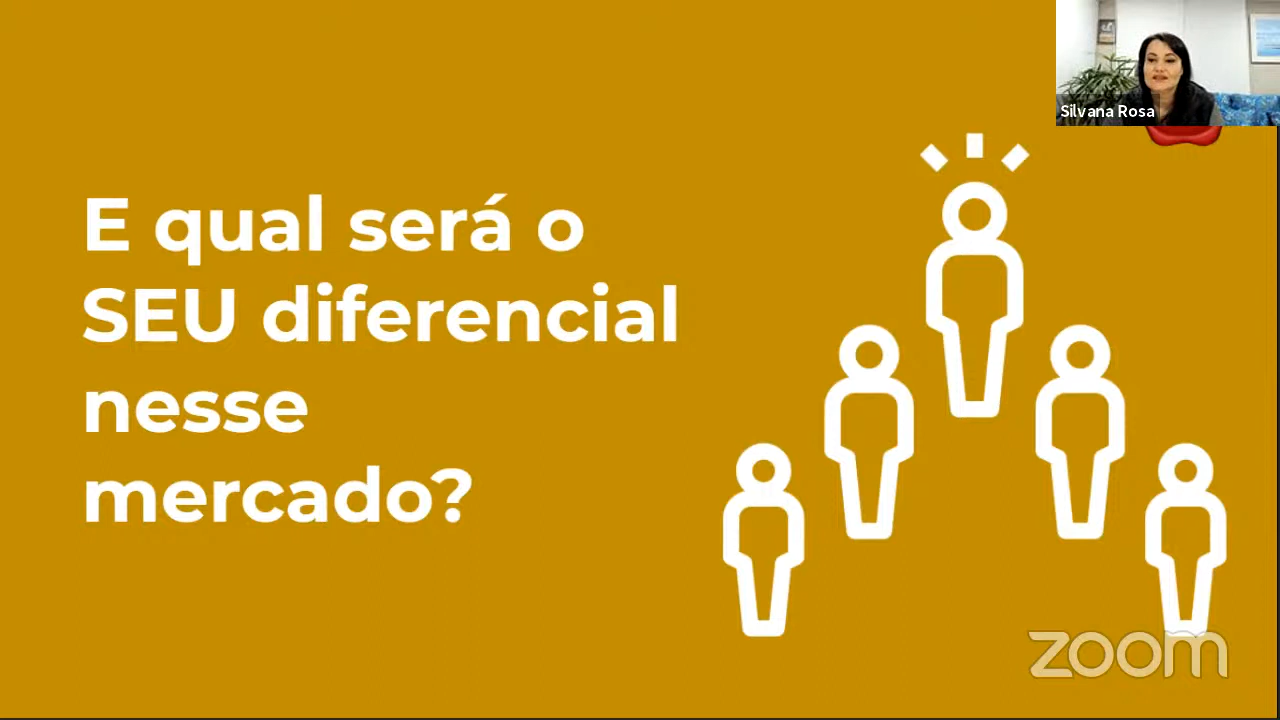 Silvana Rosa
E qual será o
SEU diferencial
nesse
mercado?
zoom